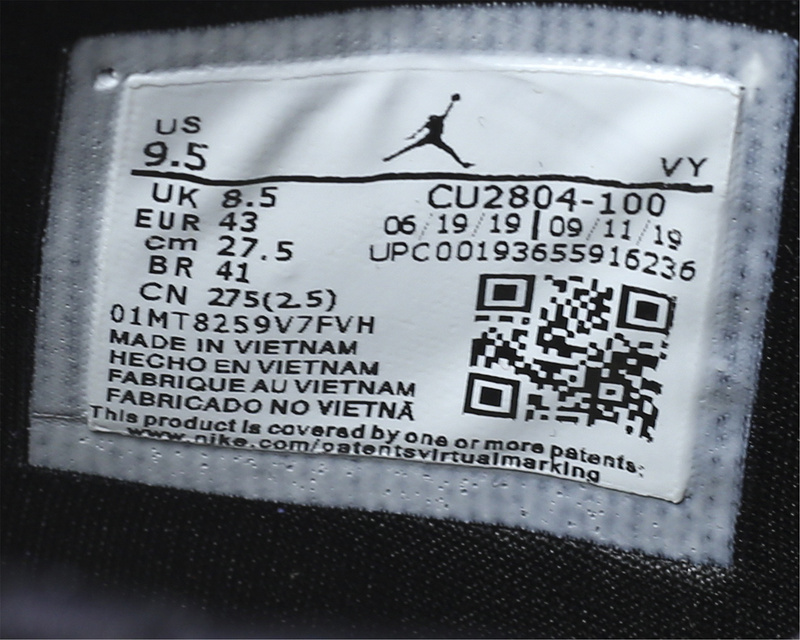 US
9.5
VY
UK 8.5
EUR 43
cm 27.5
BR 41
CN 275(2.5)
CU2804-100
06/19/19 | 09/11/19
UPC00193655916236
01MT8259V7FVH
MADE IN VIETNAM
HECHO EN VIETNAM
FABRIQUE AU VIETNAM
FABRICADO NO VIETNÃ
This product is covered by one or more patents:
www.nike.com/patentsvirtualmarking